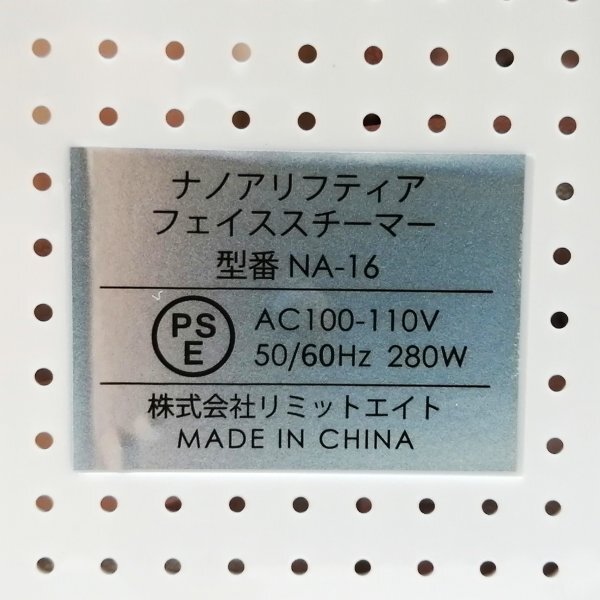 ナノアリフティア
フェイススチーマー
型番 NA-16
PS
E
AC100-110V
50/60Hz 280W
株式会社リミットエイト
MADE IN CHINA